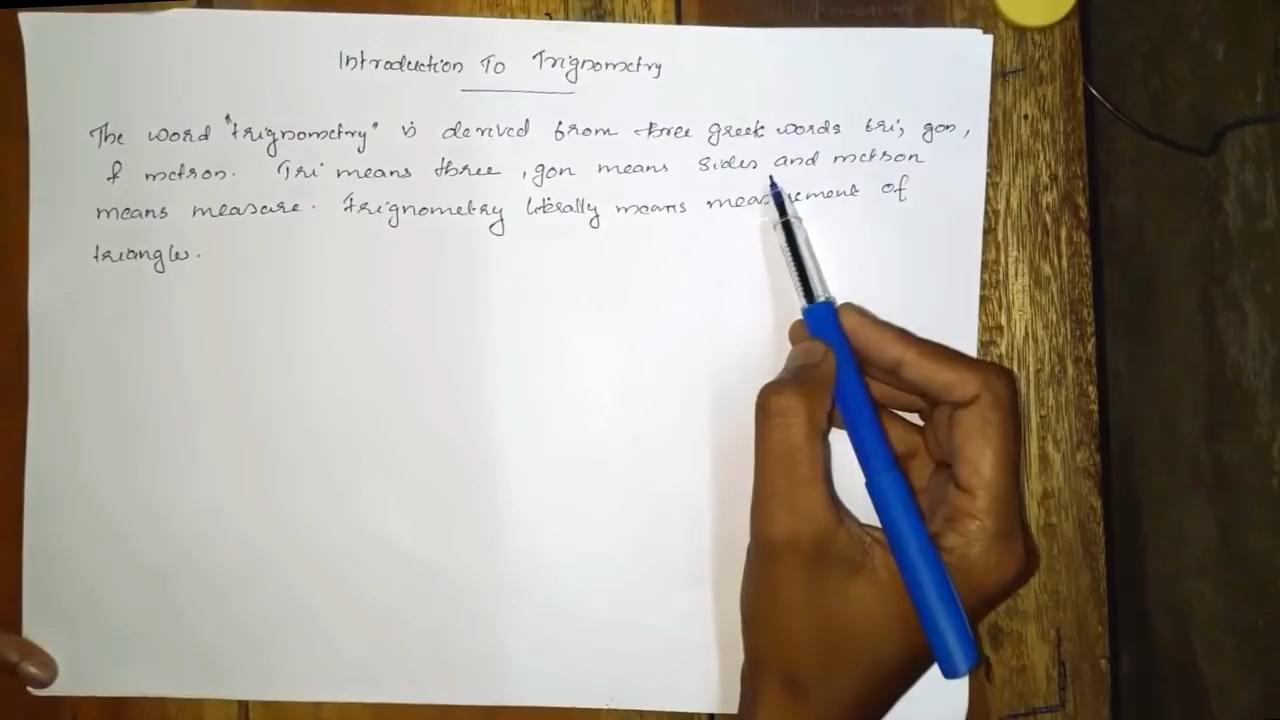 Introduction To Trignometry
The word "trignometry" is derived from three greek words tri, gon,
& metron. Tri means three, gon means sides and metron
means measure. trignometry literally means measurement of
triangle.